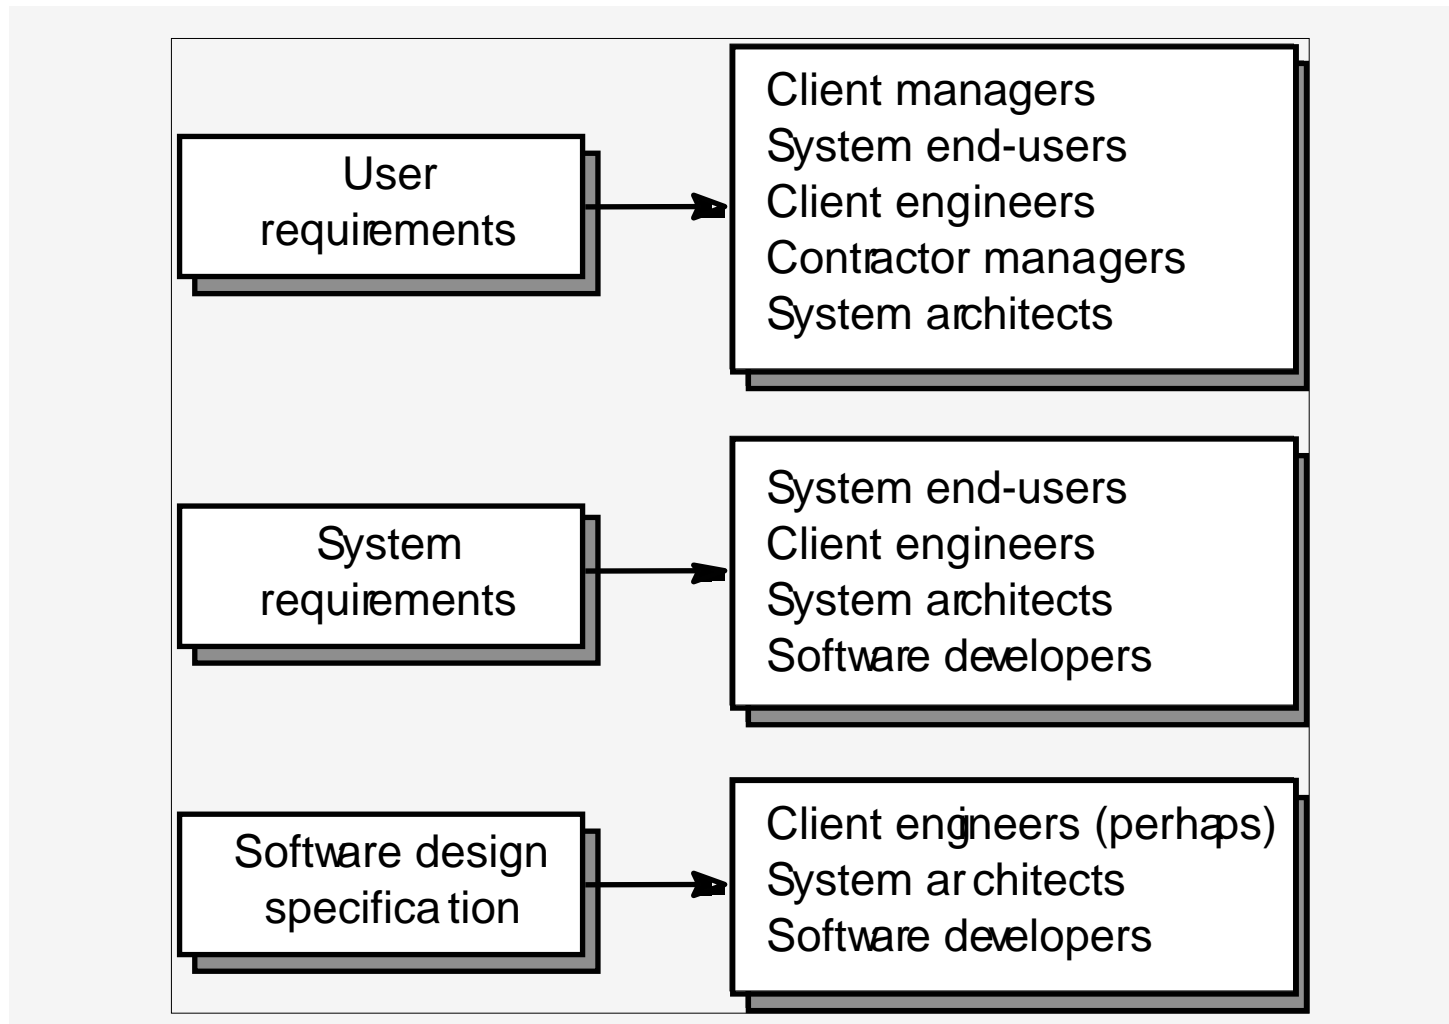 User
requirements
Client managers
System end-users
Client engineers
Contractor managers
System architects
System
requirements
System end-users
Client engineers
System architects
Software developers
Software design
specification
Client engineers (perhaps)
System architects
Software developers